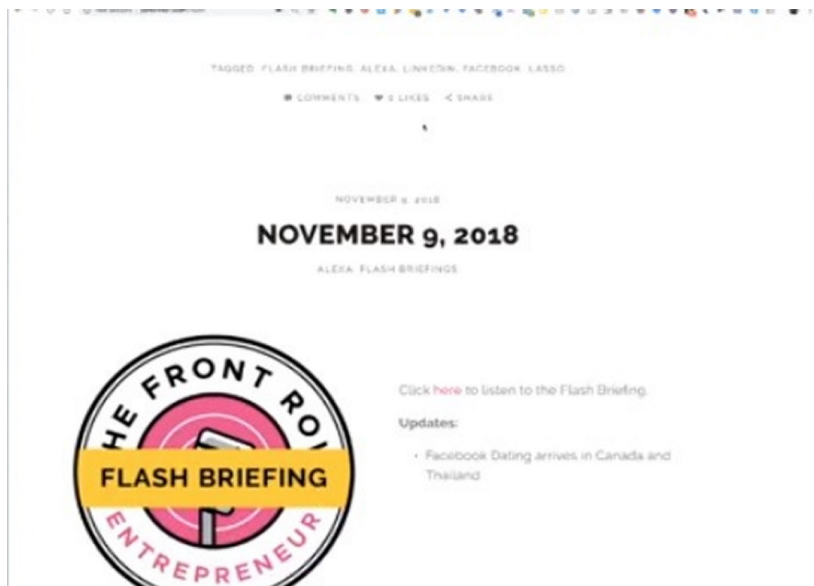 TAGGED: FLASH BRIEFING, ALEXA, LINKEDIN, FACEBOOK, LASSO
COMMENTS 0 LIKES SHARE
NOVEMBER 9, 2018
NOVEMBER 9, 2018
ALEXA, FLASH BRIEFINGS
THE FRONT ROW
FLASH BRIEFING
ENTREPRENEUR
Click here to listen to the Flash Briefing.
Updates:
• Facebook Dating arrives in Canada and
Thailand